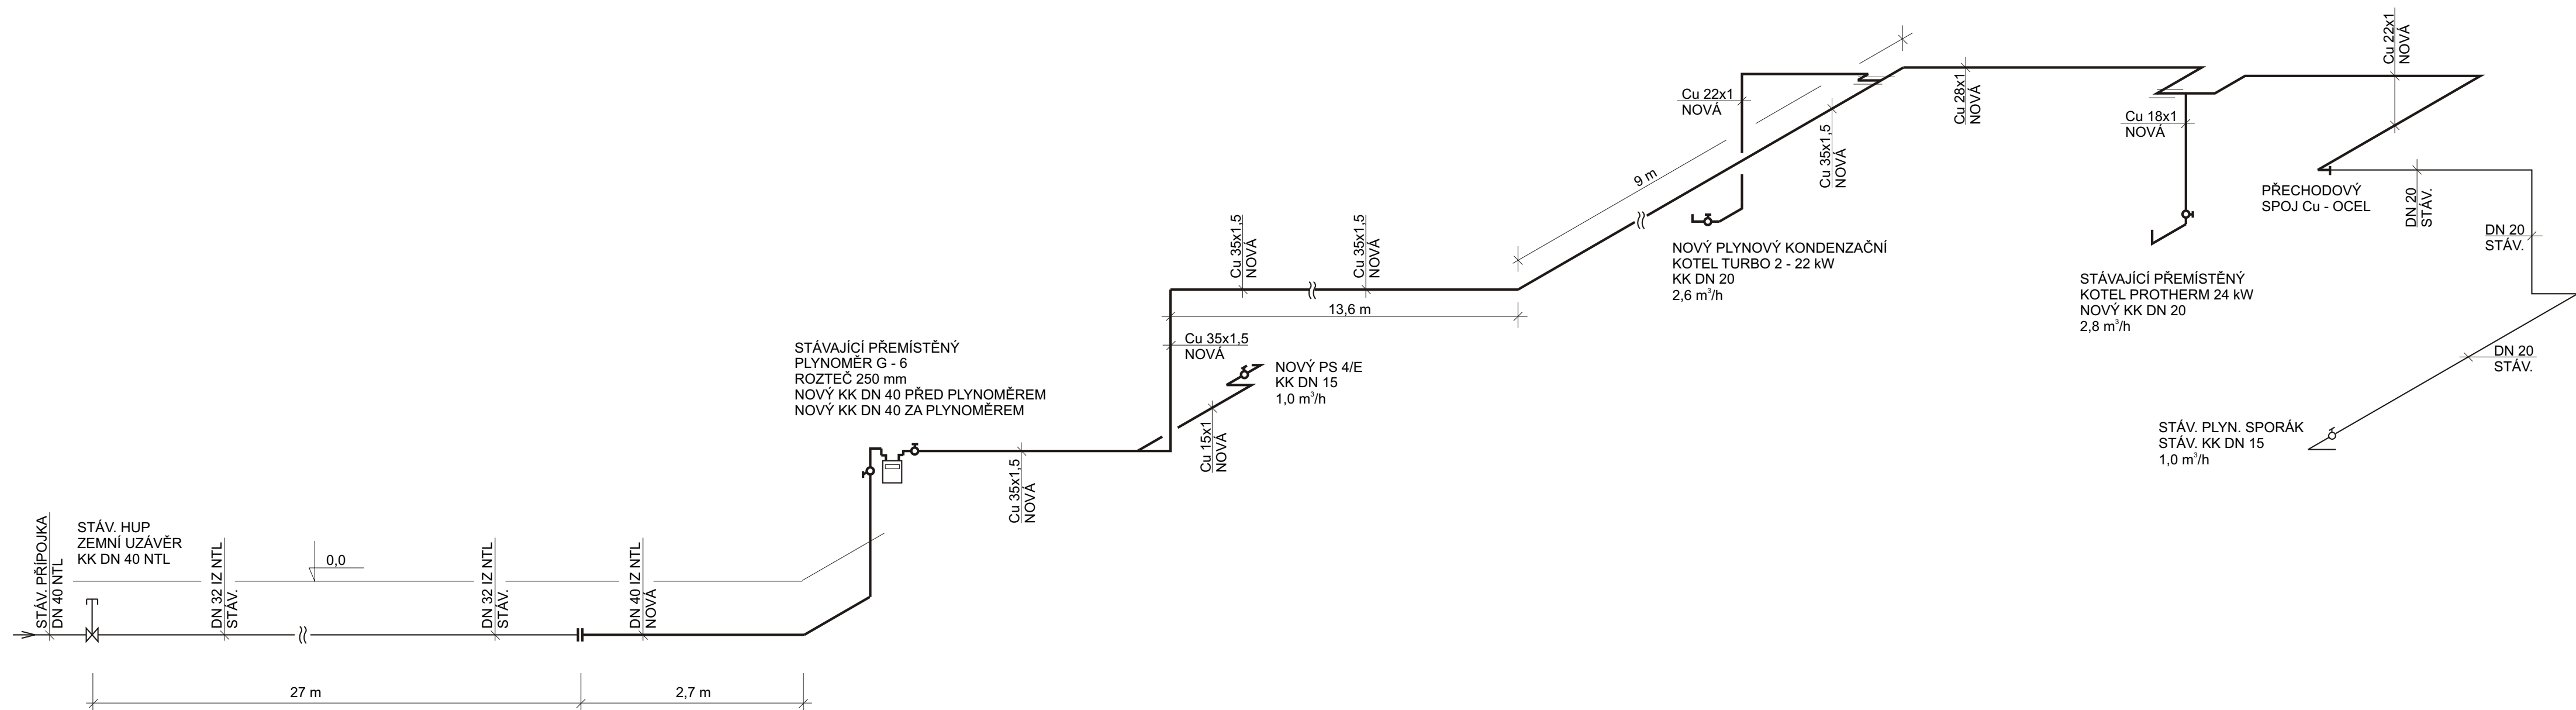 STÁV. PŘÍPOJKA
DN 40 NTL
STÁV. HUP
ZEMNÍ UZÁVĚR
KK DN 40 NTL
DN 32 IZ NTL
STÁV.
0,0
DN 32 IZ NTL
STÁV.
DN 40 IZ NTL
NOVÁ
27 m
2,7 m
STÁVAJÍCÍ PŘEMÍSTĚNÝ
PLYNOMĚR G - 6
ROZTEČ 250 mm
NOVÝ KK DN 40 PŘED PLYNOMĚREM
NOVÝ KK DN 40 ZA PLYNOMĚREM
Cu 35x1,5
NOVÁ
Cu 35x1,5
NOVÁ
Cu 15x1
NOVÁ
NOVÝ PS 4/E
KK DN 15
1,0 m³/h
Cu 35x1,5
NOVÁ
Cu 35x1,5
NOVÁ
13,6 m
9 m
Cu 22x1
NOVÁ
Cu 35x1,5
NOVÁ
NOVÝ PLYNOVÝ KONDENZAČNÍ
KOTEL TURBO 2 - 22 kW
KK DN 20
2,6 m³/h
Cu 28x1
NOVÁ
Cu 18x1
NOVÁ
STÁVAJÍCÍ PŘEMÍSTĚNÝ
KOTEL PROTHERM 24 kW
NOVÝ KK DN 20
2,8 m³/h
Cu 22x1
NOVÁ
PŘECHODOVÝ
SPOJ Cu - OCEL
DN 20
STÁV.
DN 20
STÁV.
DN 20
STÁV.
STÁV. PLYN. SPORÁK
STÁV. KK DN 15
1,0 m³/h